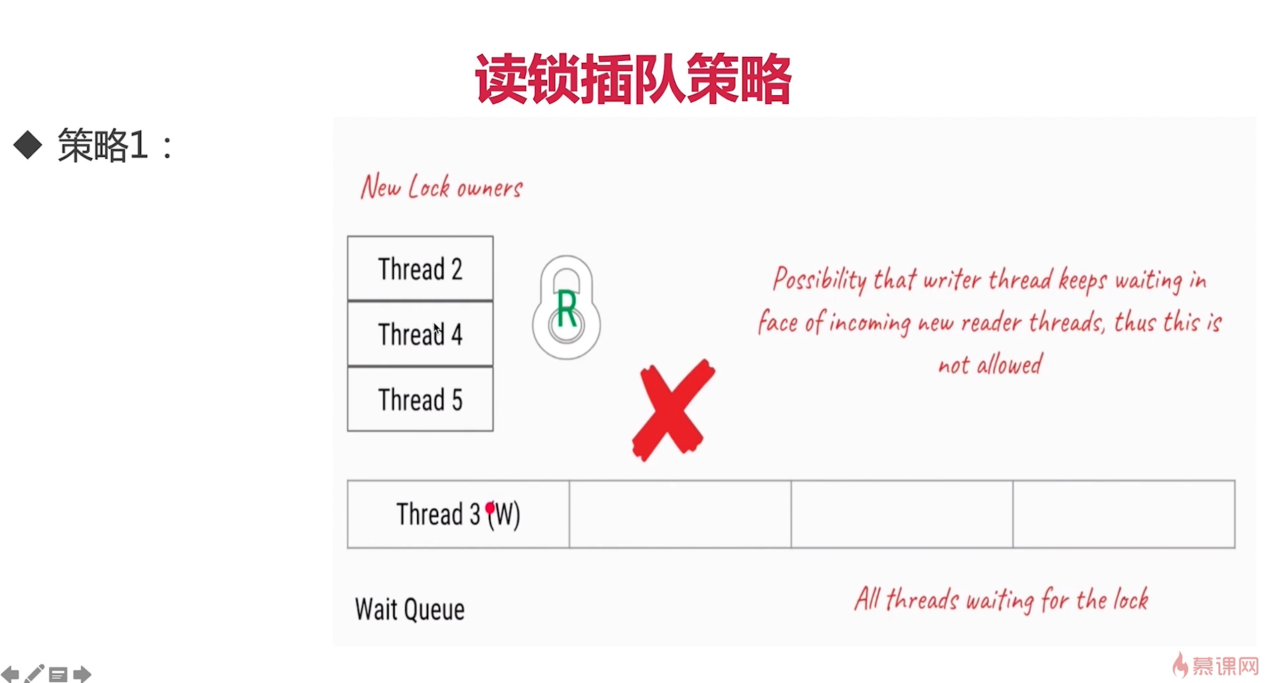 读锁插队策略
◆ 策略1：
New Lock owners
Thread 2
Thread 4
Thread 5
R
Possibility that writer thread keeps waiting in
face of incoming new reader threads, thus this is
not allowed
Thread 3 (W)
Wait Queue
All threads waiting for the lock
慕课网